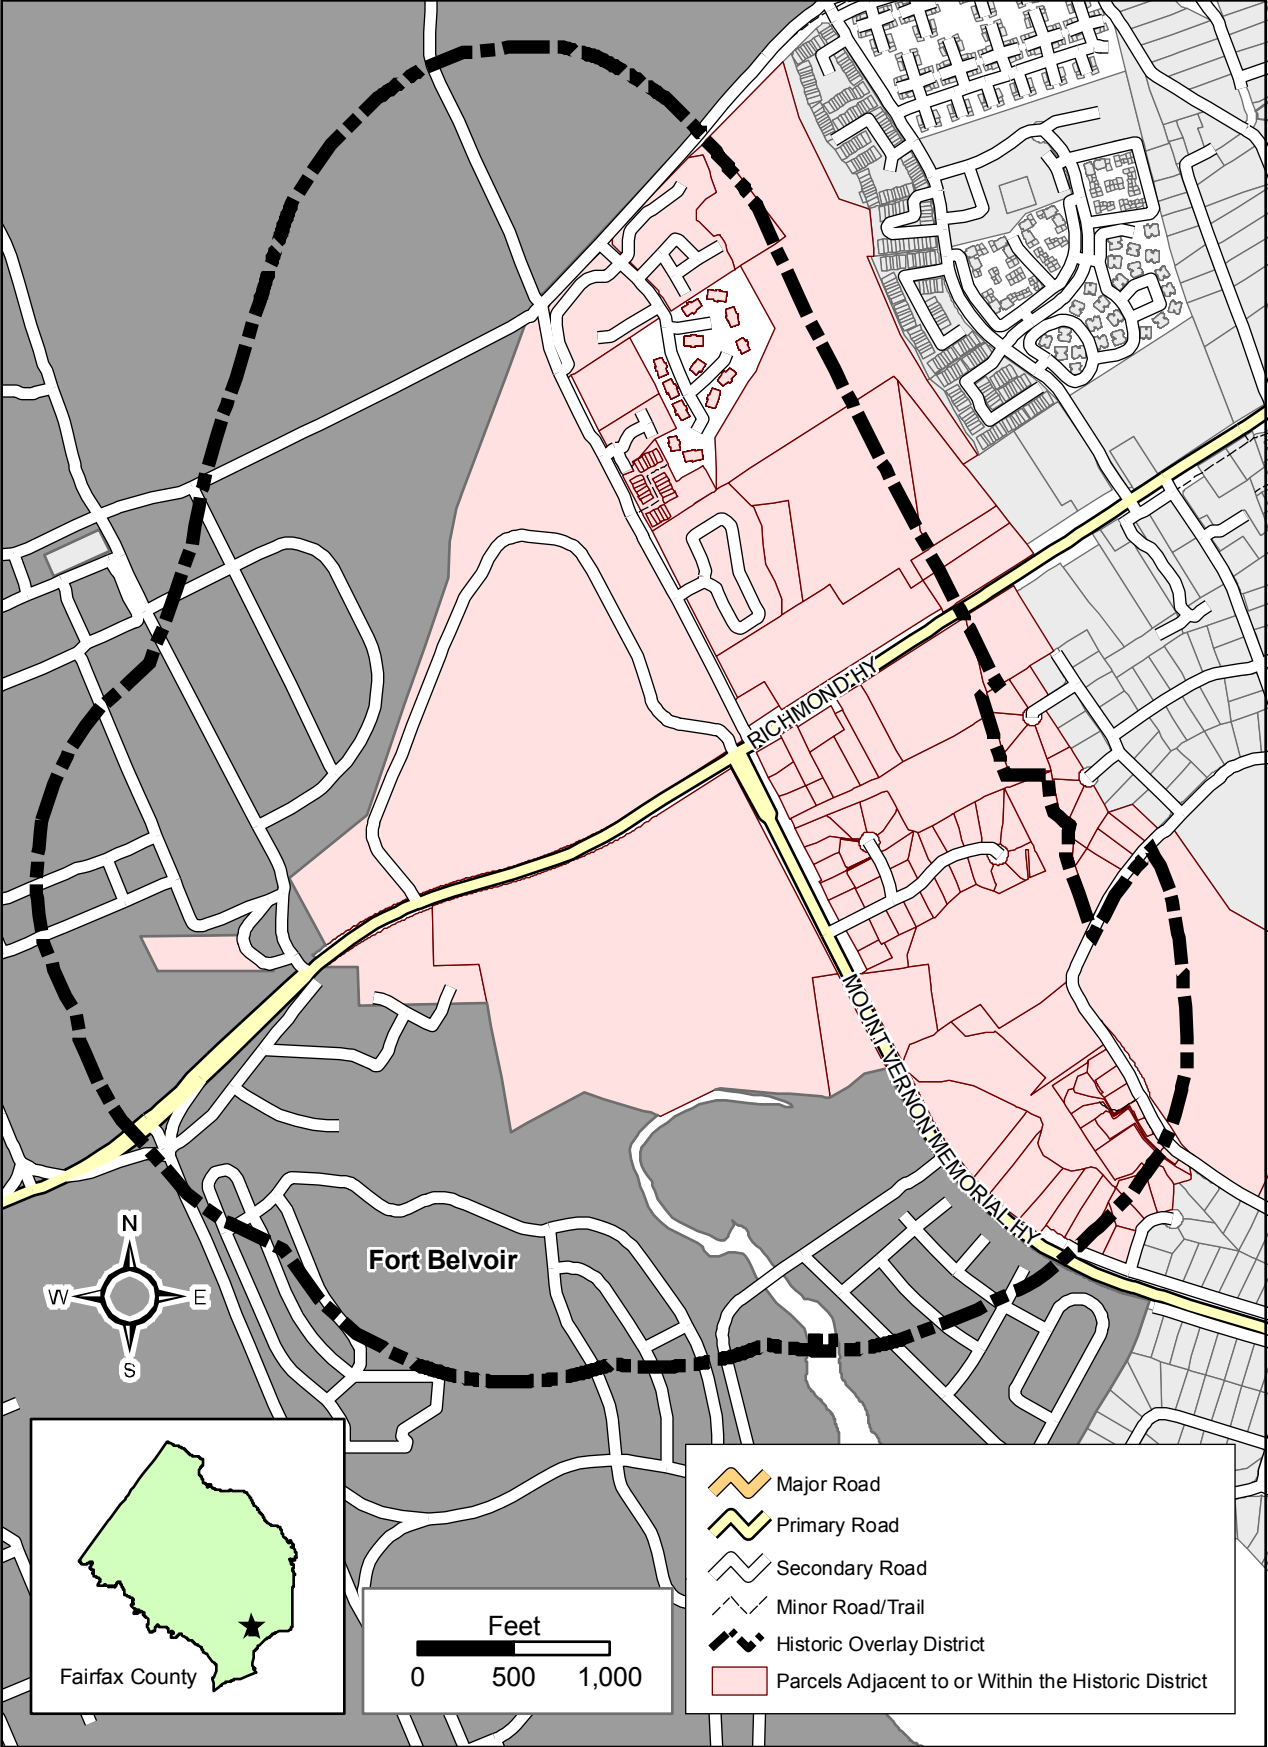 RICHMOND HY
MOUNT VERNON MEMORIAL HY
Fort Belvoir
N
W E
S
Fairfax County
Feet
0 500 1,000
Major Road
Primary Road
Secondary Road
Minor Road/Trail
Historic Overlay District
Parcels Adjacent to or Within the Historic District